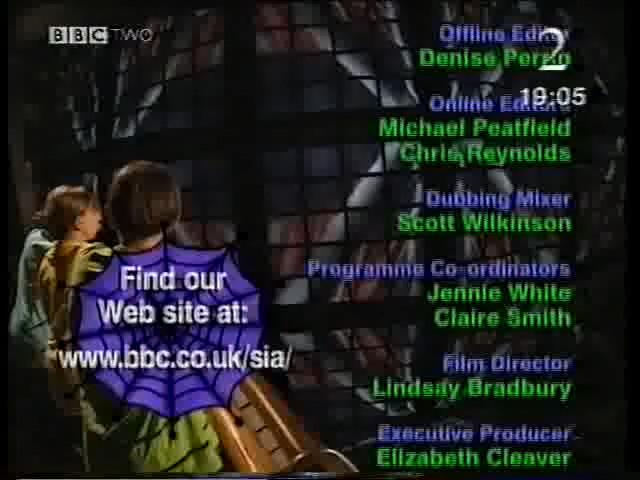 BBC TWO
2
19:05
Offline Editor
Denise Perrin
Online Editors
Michael Peatfield
Chris Reynolds
Dubbing Mixer
Scott Wilkinson
Programme Co-ordinators
Jennie White
Claire Smith
Film Director
Lindsay Bradbury
Executive Producer
Elizabeth Cleaver
Find our
Web site at:
www.bbc.co.uk/sia/